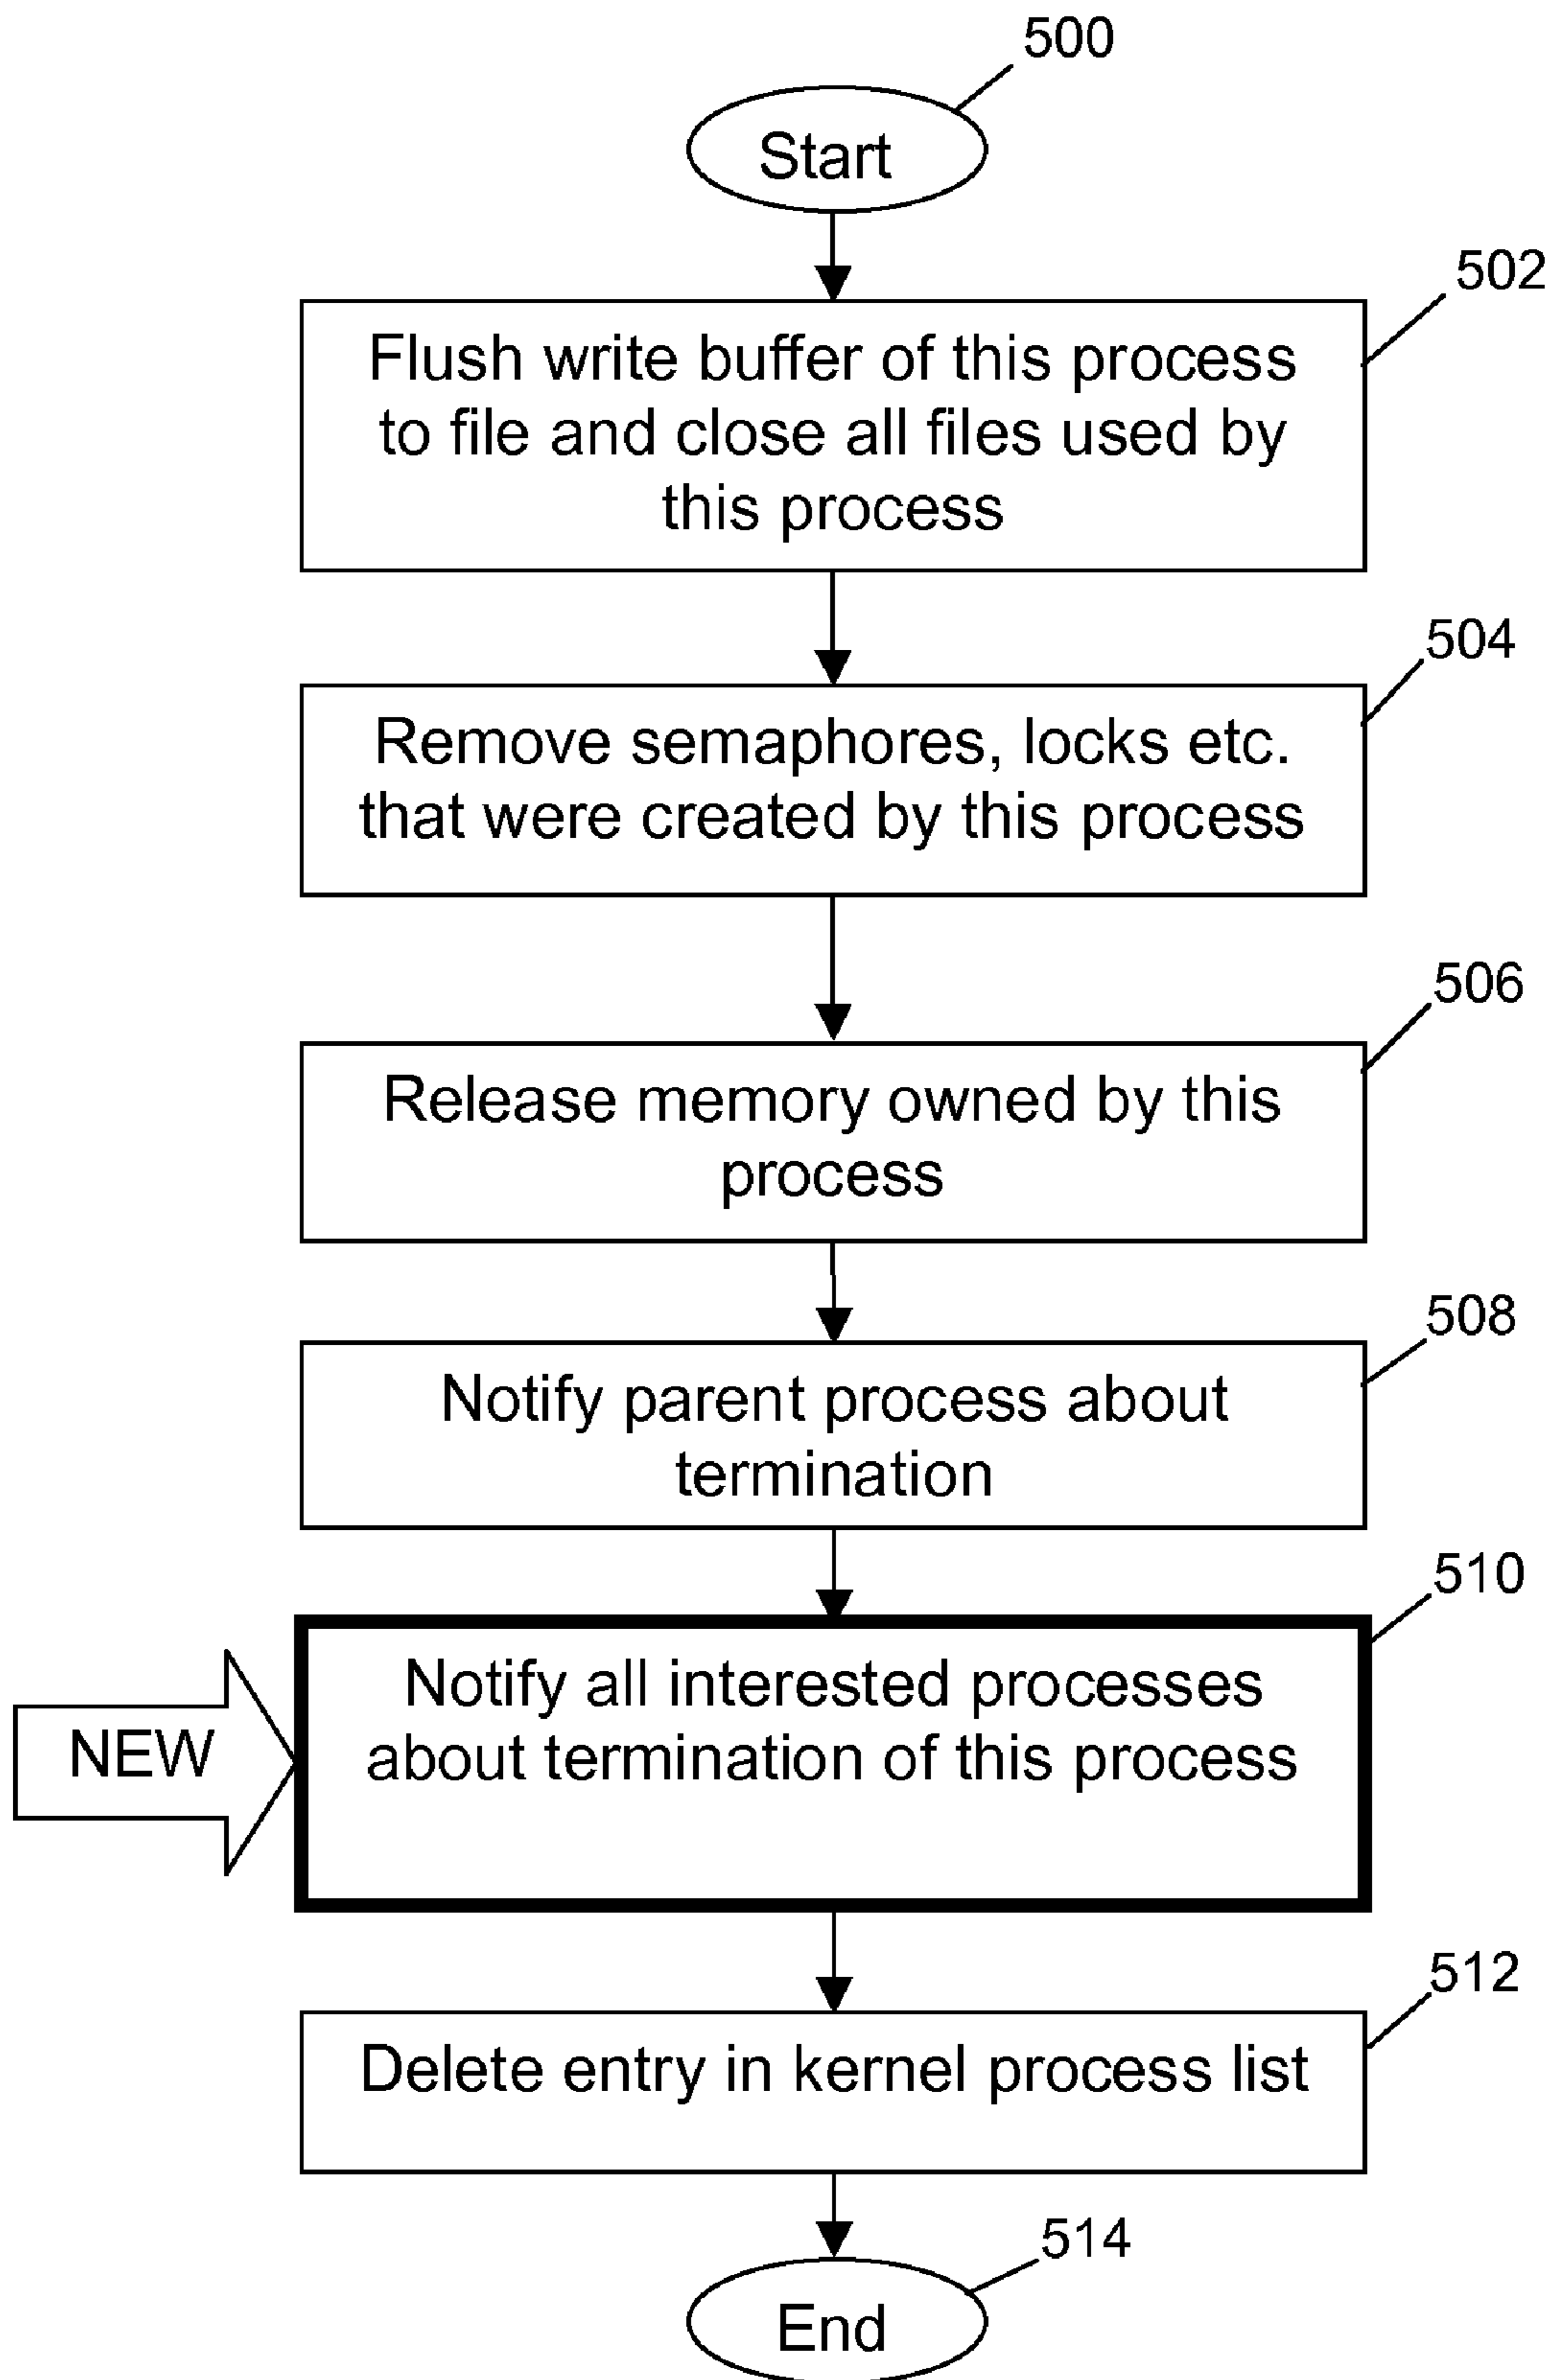 500
Start
502
Flush write buffer of this process
to file and close all files used by
this process
504
Remove semaphores, locks etc.
that were created by this process
506
Release memory owned by this
process
508
Notify parent process about
termination
510
NEW
Notify all interested processes
about termination of this process
512
Delete entry in kernel process list
514
End